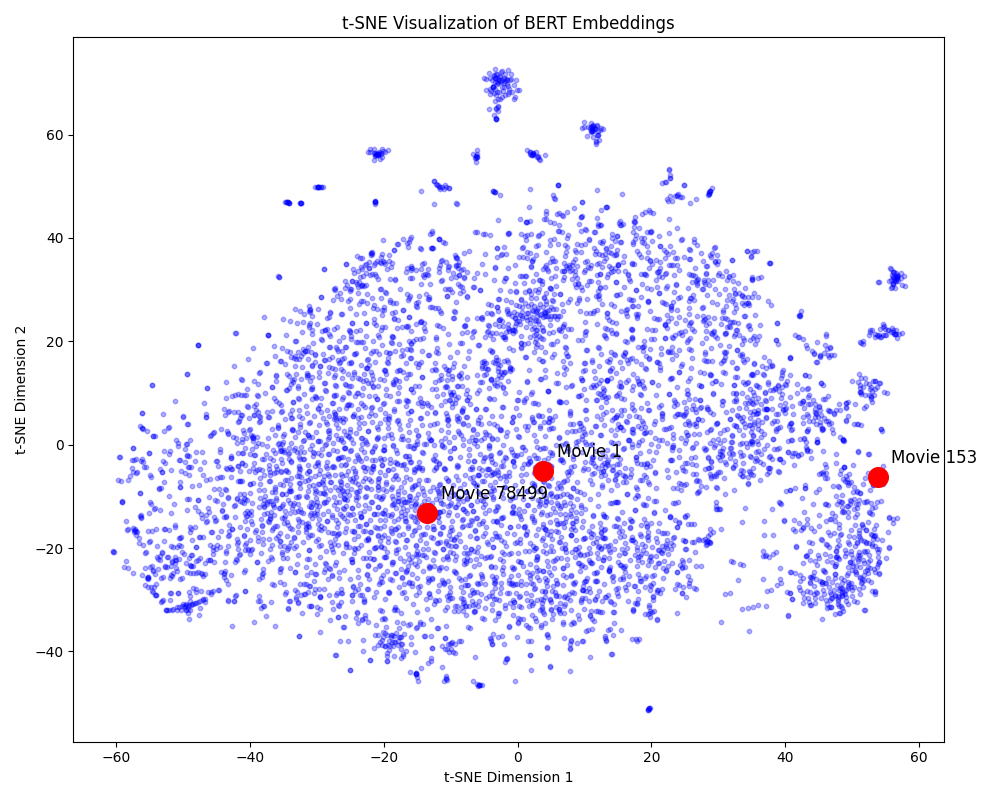 t-SNE Visualization of BERT Embeddings
60
40
20
0
−20
−40
t-SNE Dimension 2
Movie 1
Movie 153
Movie 78499
−60
−40
−20
0
20
40
60
t-SNE Dimension 1